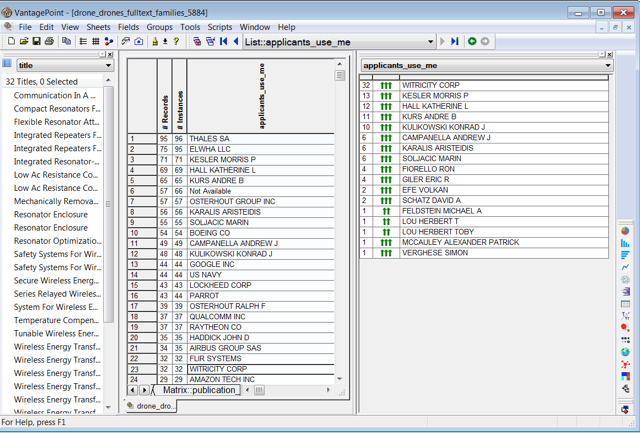 VantagePoint - [drone_drones_fulltext_families_5884]
File Edit View Sheets Fields Groups Tools Scripts Window Help
List::applicants_use_me
title
32 Titles, 0 Selected
Communication In A ...
Compact Resonators F...
Flexible Resonator Att...
Integrated Repeaters F...
Integrated Repeaters F...
Integrated Resonator-...
Low Ac Resistance Co...
Low Ac Resistance Co...
Mechanically Remova...
Resonator Enclosure
Resonator Enclosure
Resonator Optimizatio...
Safety Systems For Wir...
Safety Systems For Wir...
Secure Wireless Energ...
Series Relayed Wireles...
System For Wireless E...
Temperature Compen...
Tunable Wireless Ener...
Wireless Energy Transf...
Wireless Energy Transf...
Wireless Energy Transf...
Wireless Energy Transf...
Wireless Energy Transf...
# Records # Instances applicants_use_me
1 95 96 THALES SA
2 75 95 ELWHA LLC
3 71 71 KESLER MORRIS P
4 69 69 HALL KATHERINE L
5 65 65 KURS ANDRE B
6 57 66 Not Available
7 57 57 OSTERHOUT GROUP INC
8 56 56 KARALIS ARISTEIDIS
9 55 55 SOLJACIC MARIN
10 54 54 BOEING CO
11 49 49 CAMPANELLA ANDREW J
12 48 48 KULIKOWSKI KONRAD J
13 44 44 GOOGLE INC
14 44 44 US NAVY
15 43 43 LOCKHEED CORP
16 44 43 PARROT
17 39 39 OSTERHOUT RALPH F
18 37 37 QUALCOMM INC
19 37 37 RAYTHEON CO
20 35 35 HADDICK JOHN D
21 34 35 AIRBUS GROUP SAS
22 32 32 FLIR SYSTEMS
23 32 32 WITRICITY CORP
24 29 29 AMAZON TECH INC
Matrix::publication_
drone_dro...
applicants_use_me
32 WITRICITY CORP
13 KESLER MORRIS P
12 HALL KATHERINE L
11 KURS ANDRE B
10 KULIKOWSKI KONRAD J
6 CAMPANELLA ANDREW J
6 KARALIS ARISTEIDIS
6 SOLJACIC MARIN
4 FIORELLO RON
4 GILER ERIC R
2 EFE VOLKAN
2 SCHATZ DAVID A
1 FELDSTEIN MICHAEL A
1 LOU HERBERT T
1 LOU HERBERT TOBY
1 MCCAULEY ALEXANDER PATRICK
1 VERGHESE SIMON
For Help, press F1